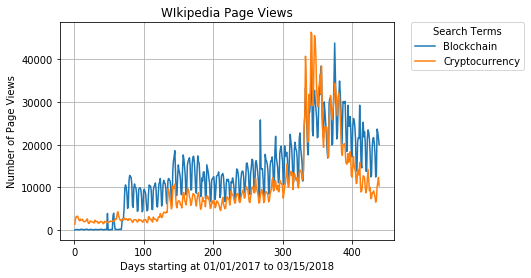 WIkipedia Page Views
Search Terms
Blockchain
Cryptocurrency
Number of Page Views
40000
30000
20000
10000
0
0 100 200 300 400
Days starting at 01/01/2017 to 03/15/2018